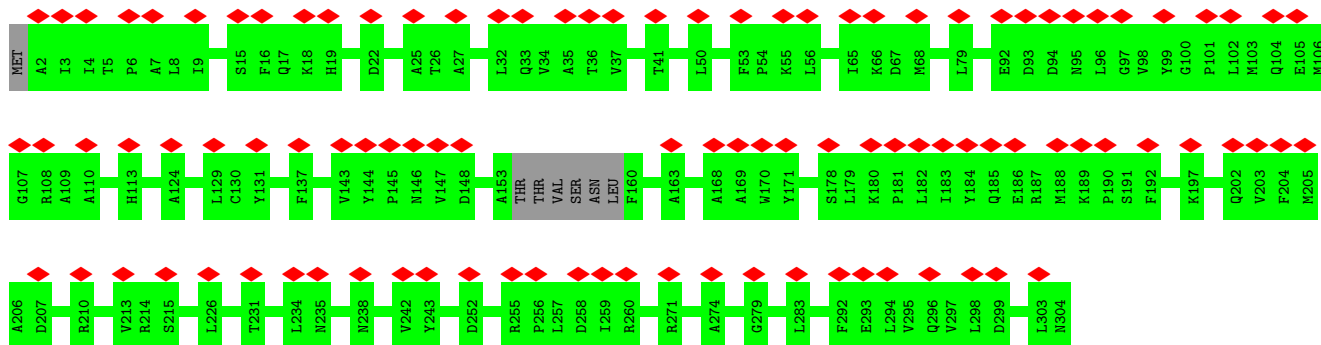 MET A2 I3 I4 T5 P6 A7 L8 I9 S15 F16 Q17 K18 H19 D22 A25 T26 A27 L32 Q33 V34 A35 T36 V37 T41 L50 F53 P54 K55 L56 I65 K66 D67 M68 L79 E92 D93 D94 N95 L96 G97 V98 Y99 G100 P101 L102 M103 Q104 E105 M106
G107 R108 A109 A110 H113 A124 L129 C130 Y131 F137 V143 Y144 P145 N146 V147 D148 A153 THR THR VAL SER ASN LEU F160 A163 A168 A169 W170 Y171 S178 L179 K180 P181 L182 I183 Y184 Q185 E186 R187 M188 K189 P190 S191 F192 K197 Q202 V203 F204 M205
A206 D207 R210 V213 R214 S215 L226 T231 L234 N235 N238 V242 Y243 D252 R255 P256 L257 D258 I259 R260 R271 A274 G279 L283 F292 E293 L294 V295 Q296 V297 L298 D299 L303 N304